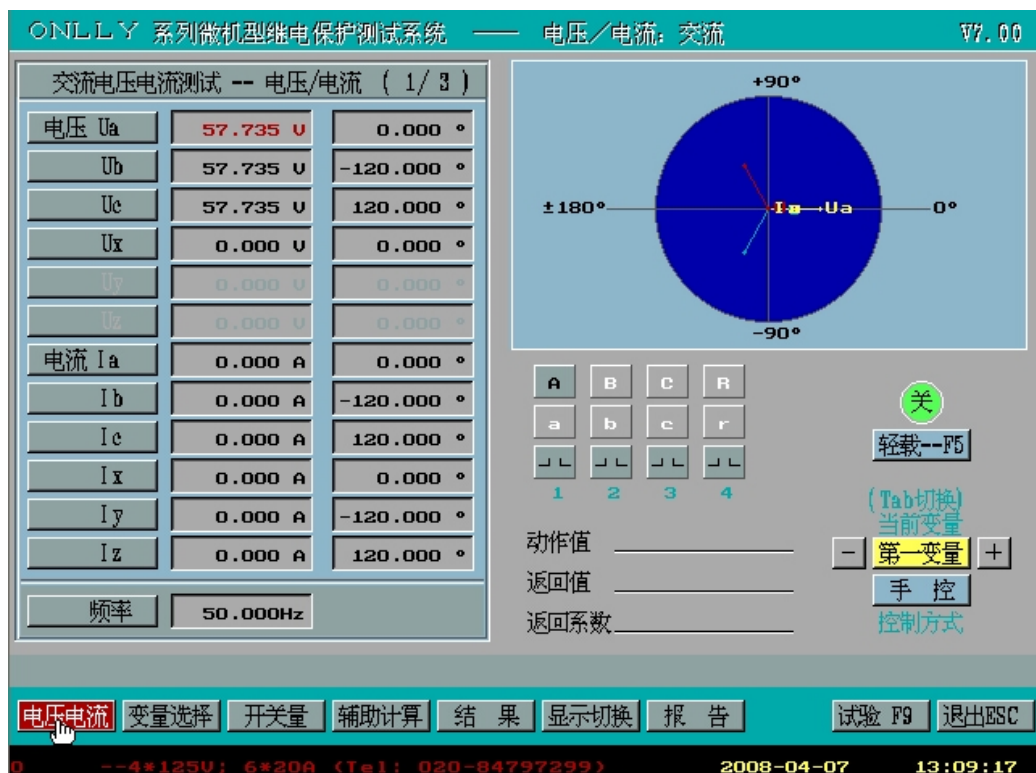 ONLLY 系列微机型继电保护测试系统 —— 电压/电流: 交流 V7.00
交流电压电流测试 -- 电压/电流 ( 1/ 3 )
电压 Ua 57.735 V 0.000 °
Ub 57.735 V -120.000 °
Uc 57.735 V 120.000 °
Ux 0.000 V 0.000 °
Uy 0.000 V 0.000 °
Uz 0.000 V 0.000 °
电流 Ia 0.000 A 0.000 °
Ib 0.000 A -120.000 °
Ic 0.000 A 120.000 °
Ix 0.000 A 0.000 °
Iy 0.000 A -120.000 °
Iz 0.000 A 120.000 °
频率 50.000Hz
+90°
±180° Ua 0°
-90°
A B C R
a b c r
1 2 3 4
动作值
返回值
返回系数
关
轻载--F5
(Tab切换)
当前变量
- 第一变量 +
手 控
控制方式
电压电流 变量选择 开关量 辅助计算 结 果 显示切换 报 告 试验 F9 退出ESC
0 --4*125V; 6*20A (Tel: 020-84797299) 2008-04-07 13:09:17